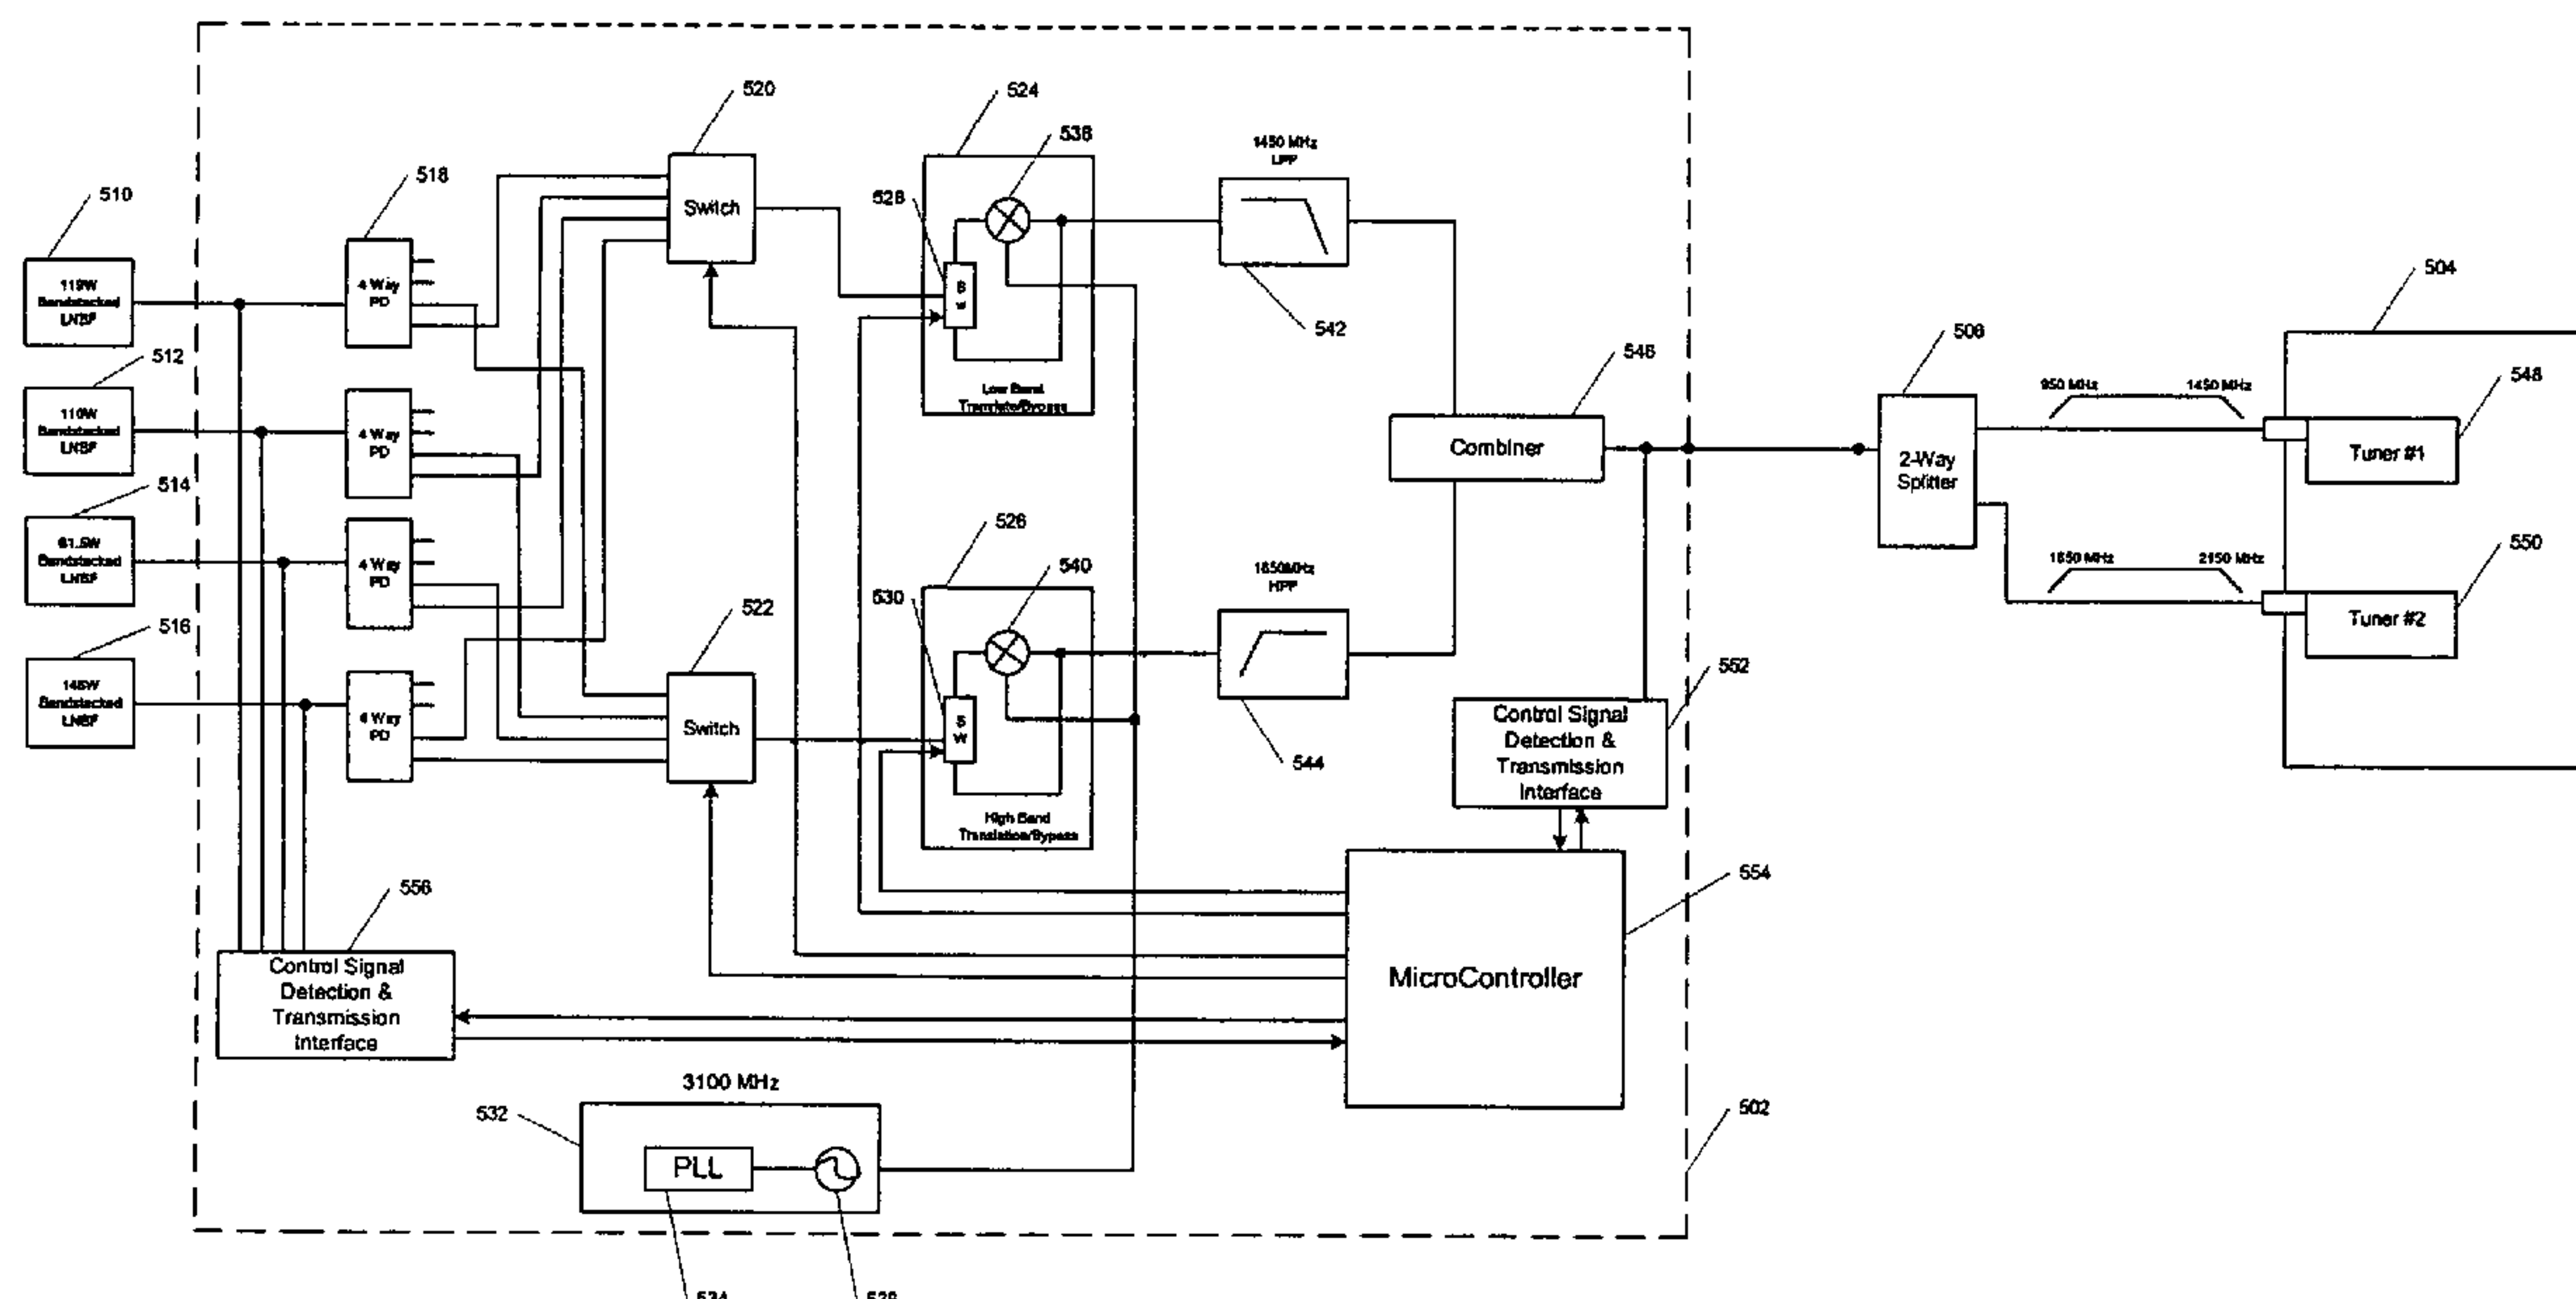 520
524
538
1450 MHz
LPF
518
510
528
Switch
119W
Bandstacked
LNBF
4 Way
PD
504
542
506
512
546
Low Band
Translate/Bypass
950 MHz
1450 MHz
548
110W
Bandstacked
LNBF
4 Way
PD
Combiner
2-Way
Splitter
Tuner #1
514
526
61.5W
Bandstacked
LNBF
4 Way
PD
540
1650MHz
HPF
1650 MHz
2150 MHz
550
522
530
516
Tuner #2
148W
Bandstacked
LNBF
4 Way
PD
Switch
S
W
552
544
Control Signal
Detection &
Transmission
Interface
High Band
Translation/Bypass
556
554
Control Signal
Detection &
Transmission
Interface
MicroController
3100 MHz
532
502
PLL
534